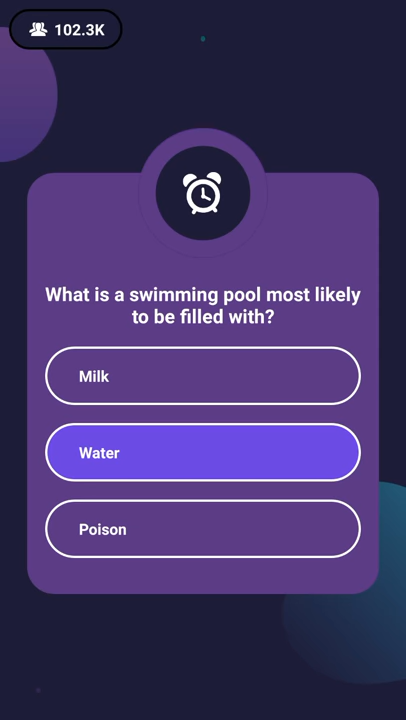 102.3K
What is a swimming pool most likely
to be filled with?
Milk
Water
Poison